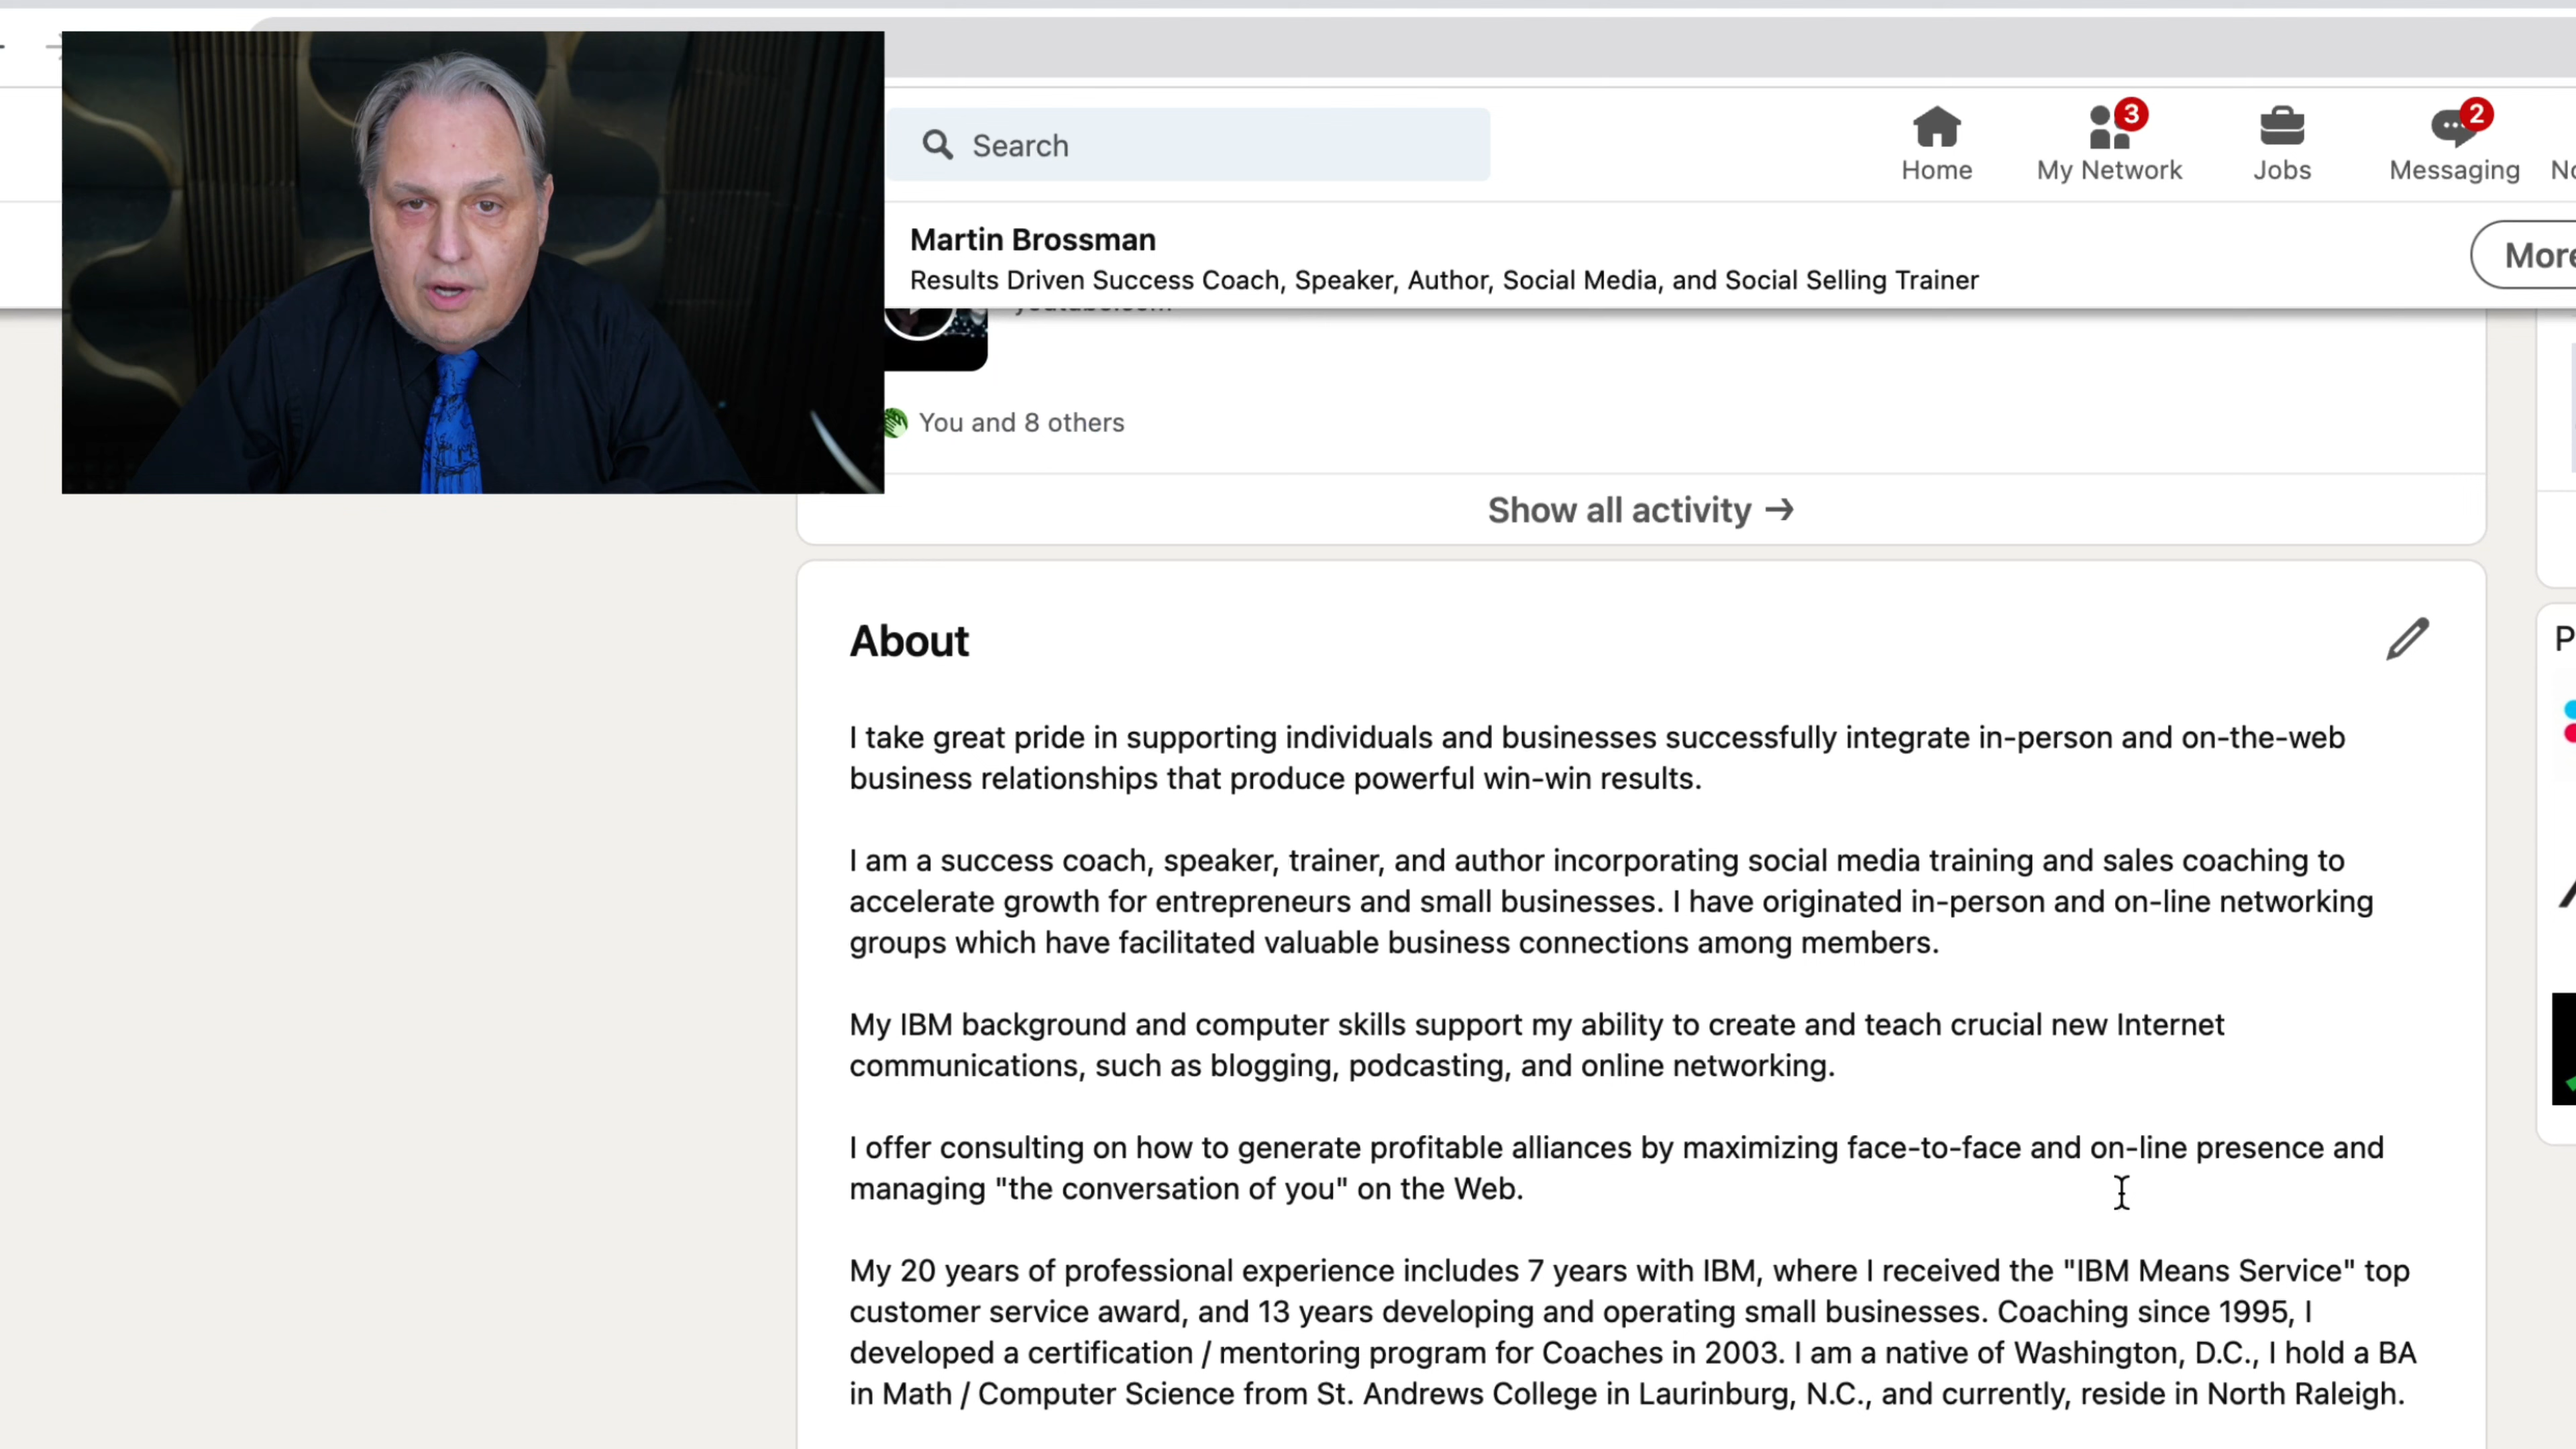 Search
Home
My Network
3
Jobs
Messaging
2
Martin Brossman
Results Driven Success Coach, Speaker, Author, Social Media, and Social Selling Trainer
More
You and 8 others
Show all activity →
About
I take great pride in supporting individuals and businesses successfully integrate in-person and on-the-web
business relationships that produce powerful win-win results.
I am a success coach, speaker, trainer, and author incorporating social media training and sales coaching to
accelerate growth for entrepreneurs and small businesses. I have originated in-person and on-line networking
groups which have facilitated valuable business connections among members.
My IBM background and computer skills support my ability to create and teach crucial new Internet
communications, such as blogging, podcasting, and online networking.
I offer consulting on how to generate profitable alliances by maximizing face-to-face and on-line presence and
managing "the conversation of you" on the Web.
My 20 years of professional experience includes 7 years with IBM, where I received the "IBM Means Service" top
customer service award, and 13 years developing and operating small businesses. Coaching since 1995, I
developed a certification / mentoring program for Coaches in 2003. I am a native of Washington, D.C., I hold a BA
in Math / Computer Science from St. Andrews College in Laurinburg, N.C., and currently, reside in North Raleigh.